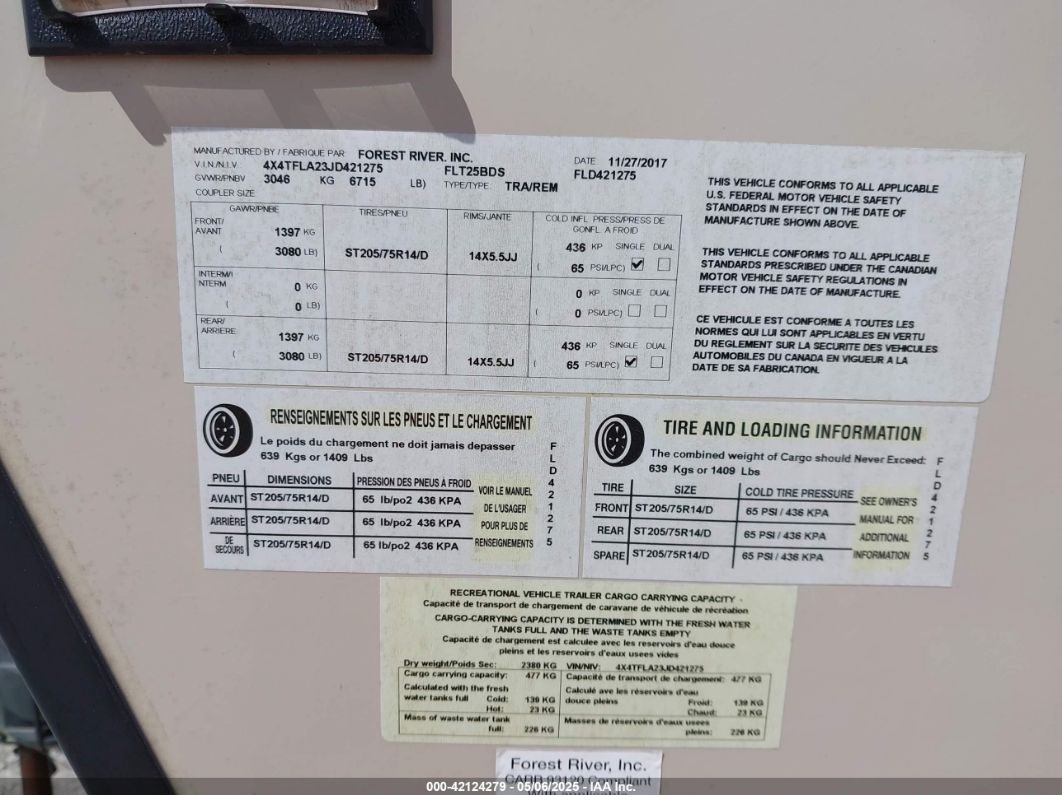 MANUFACTURED BY / FABRIQUE PAR FOREST RIVER, INC. DATE 11/27/2017
V.I.N/N.I.V. 4X4TFLA23JD421275 FLT25BDS FLD421275
GVWR/PNBV 3046 KG 6715 LB) TYPE/TYPE: TRA/REM
COUPLER SIZE
GAWR/PNBE TIRES/PNEU RIMS/JANTE COLD INFL PRESS/PRESS DE
GONFL A FROID
FRONT/
AVANT 1397 KG 436 KP SINGLE DUAL
( 3080 LB) ST205/75R14/D 14X5.5JJ ( 65 PSI/LPC)
INTERM/I
NTERM 0 KG 0 KP SINGLE DUAL
( 0 LB) ( 0 PSI/LPC)
REAR/
ARRIERE 1397 KG 436 KP SINGLE DUAL
( 3080 LB) ST205/75R14/D 14X5.5JJ ( 65 PSI/LPC)
THIS VEHICLE CONFORMS TO ALL APPLICABLE
U.S. FEDERAL MOTOR VEHICLE SAFETY
STANDARDS IN EFFECT ON THE DATE OF
MANUFACTURE SHOWN ABOVE.
THIS VEHICLE CONFORMS TO ALL APPLICABLE
STANDARDS PRESCRIBED UNDER THE CANADIAN
MOTOR VEHICLE SAFETY REGULATIONS IN
EFFECT ON THE DATE OF MANUFACTURE.
CE VEHICULE EST CONFORME A TOUTES LES
NORMES QUI LUI SONT APPLICABLES EN VERTU
DU REGLEMENT SUR LA SECURITE DES VEHICULES
AUTOMOBILES DU CANADA EN VIGUEUR A LA
DATE DE SA FABRICATION.
RENSEIGNEMENTS SUR LES PNEUS ET LE CHARGEMENT
Le poids du chargement ne doit jamais depasser
639 Kgs or 1409 Lbs
PNEU DIMENSIONS PRESSION DES PNEUS À FROID
AVANT ST205/75R14/D 65 lb/po2 436 KPA
ARRIÈRE ST205/75R14/D 65 lb/po2 436 KPA
DE
SECOURS ST205/75R14/D 65 lb/po2 436 KPA
VOIR LE MANUEL
DE L'USAGER
POUR PLUS DE
RENSEIGNEMENTS
FLD421275
TIRE AND LOADING INFORMATION
The combined weight of Cargo should Never Exceed:
639 Kgs or 1409 Lbs
TIRE SIZE COLD TIRE PRESSURE
FRONT ST205/75R14/D 65 PSI / 436 KPA
REAR ST205/75R14/D 65 PSI / 436 KPA
SPARE ST205/75R14/D 65 PSI / 436 KPA
SEE OWNER'S
MANUAL FOR
ADDITIONAL
INFORMATION
FLD421275
RECREATIONAL VEHICLE TRAILER CARGO CARRYING CAPACITY -
Capacité de transport de chargement de caravane de véhicule de récréation
CARGO-CARRYING CAPACITY IS DETERMINED WITH THE FRESH WATER
TANKS FULL AND THE WASTE TANKS EMPTY
Capacité de chargement est calculee avec les reservoirs d'eau douce
pleins et les reservoirs d'eaux usees vides
Dry weight/Poids Sec: 2380 KG VIN/NIV: 4X4TFLA23JD421275
Cargo carrying capacity: 477 KG Capacité de transport de chargement: 477 KG
Calculated with the fresh Calculé ave les réservoirs d'eau
water tanks full Cold: 139 KG douce pleins Froid: 139 KG
Hot: 23 KG Chaud: 23 KG
Mass of waste water tank Masses de réservoirs d'eaux usees
full: 226 KG pleins: 226 KG
Forest River, Inc.
CARB 93120 Compliant
000-42124279 - 05/06/2025 - IAA Inc.